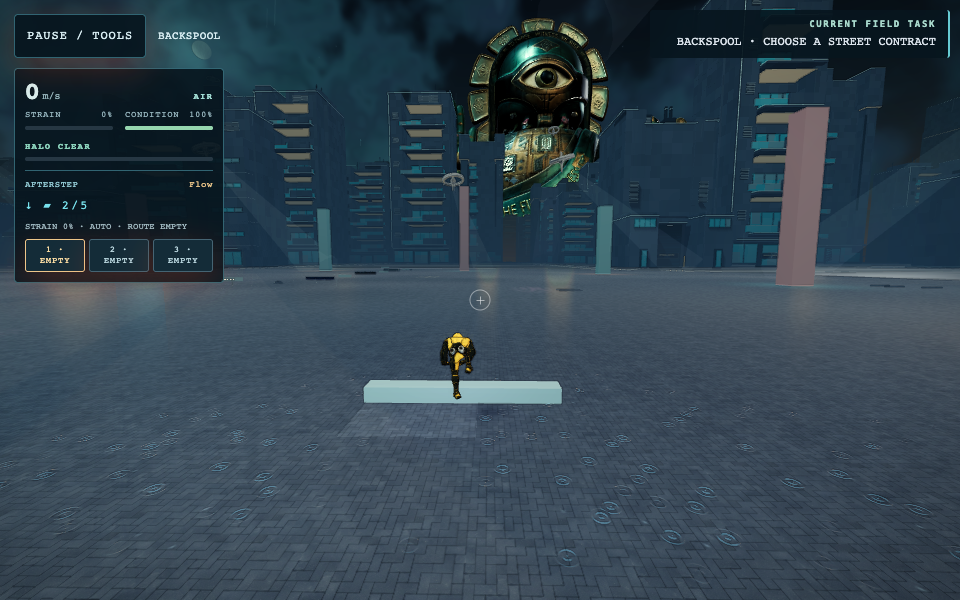 PAUSE / TOOLS
BACKSPOOL
CURRENT FIELD TASK
BACKSPOOL · CHOOSE A STREET CONTRACT
0 m/s
AIR
STRAIN 0%
CONDITION 100%
HALO CLEAR
AFTERSTEP
Flow
↓ ▰ 2/5
STRAIN 0% · AUTO · ROUTE EMPTY
1 · EMPTY
2 · EMPTY
3 · EMPTY